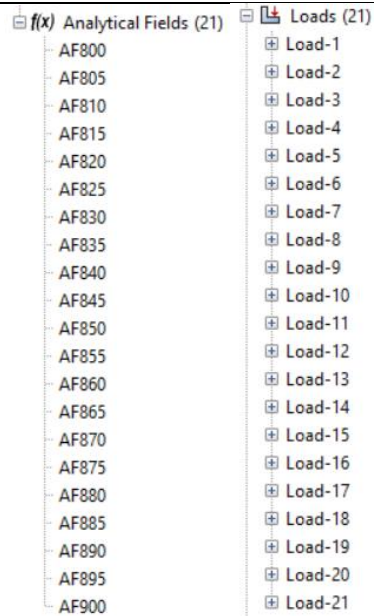 f(x) Analytical Fields (21)
AF800
AF805
AF810
AF815
AF820
AF825
AF830
AF835
AF840
AF845
AF850
AF855
AF860
AF865
AF870
AF875
AF880
AF885
AF890
AF895
AF900
Loads (21)
Load-1
Load-2
Load-3
Load-4
Load-5
Load-6
Load-7
Load-8
Load-9
Load-10
Load-11
Load-12
Load-13
Load-14
Load-15
Load-16
Load-17
Load-18
Load-19
Load-20
Load-21